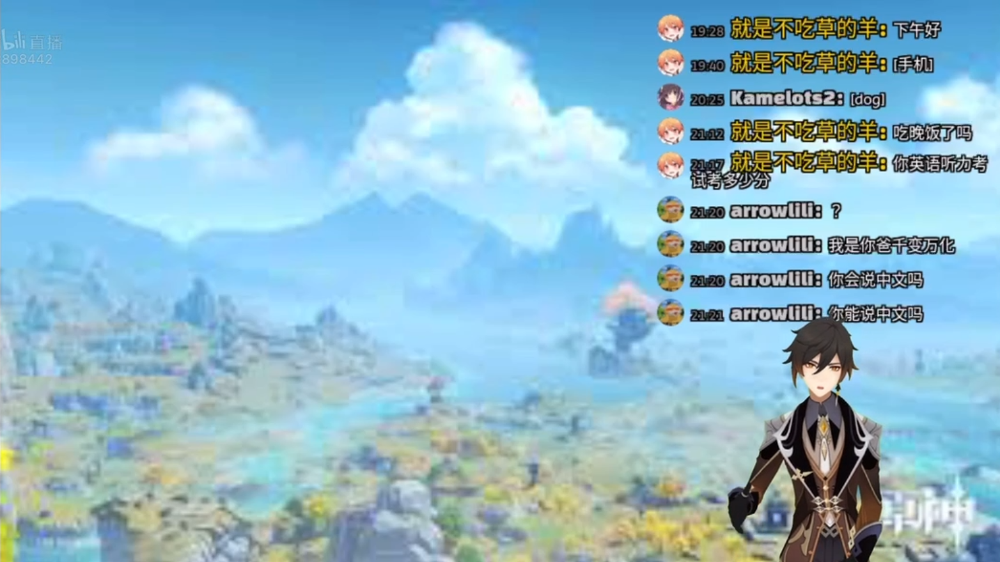 bilibili直播
898442
19:28 就是不吃草的羊: 下午好
19:40 就是不吃草的羊: [手机]
20:25 Kamelots2: [dog]
21:12 就是不吃草的羊: 吃晚饭了吗
21:17 就是不吃草的羊: 你英语听力考
试考多少分
21:20 arrowlili: ？
21:20 arrowlili: 我是你爸千变万化
21:20 arrowlili: 你会说中文吗
21:21 arrowlili: 你能说中文吗
原神